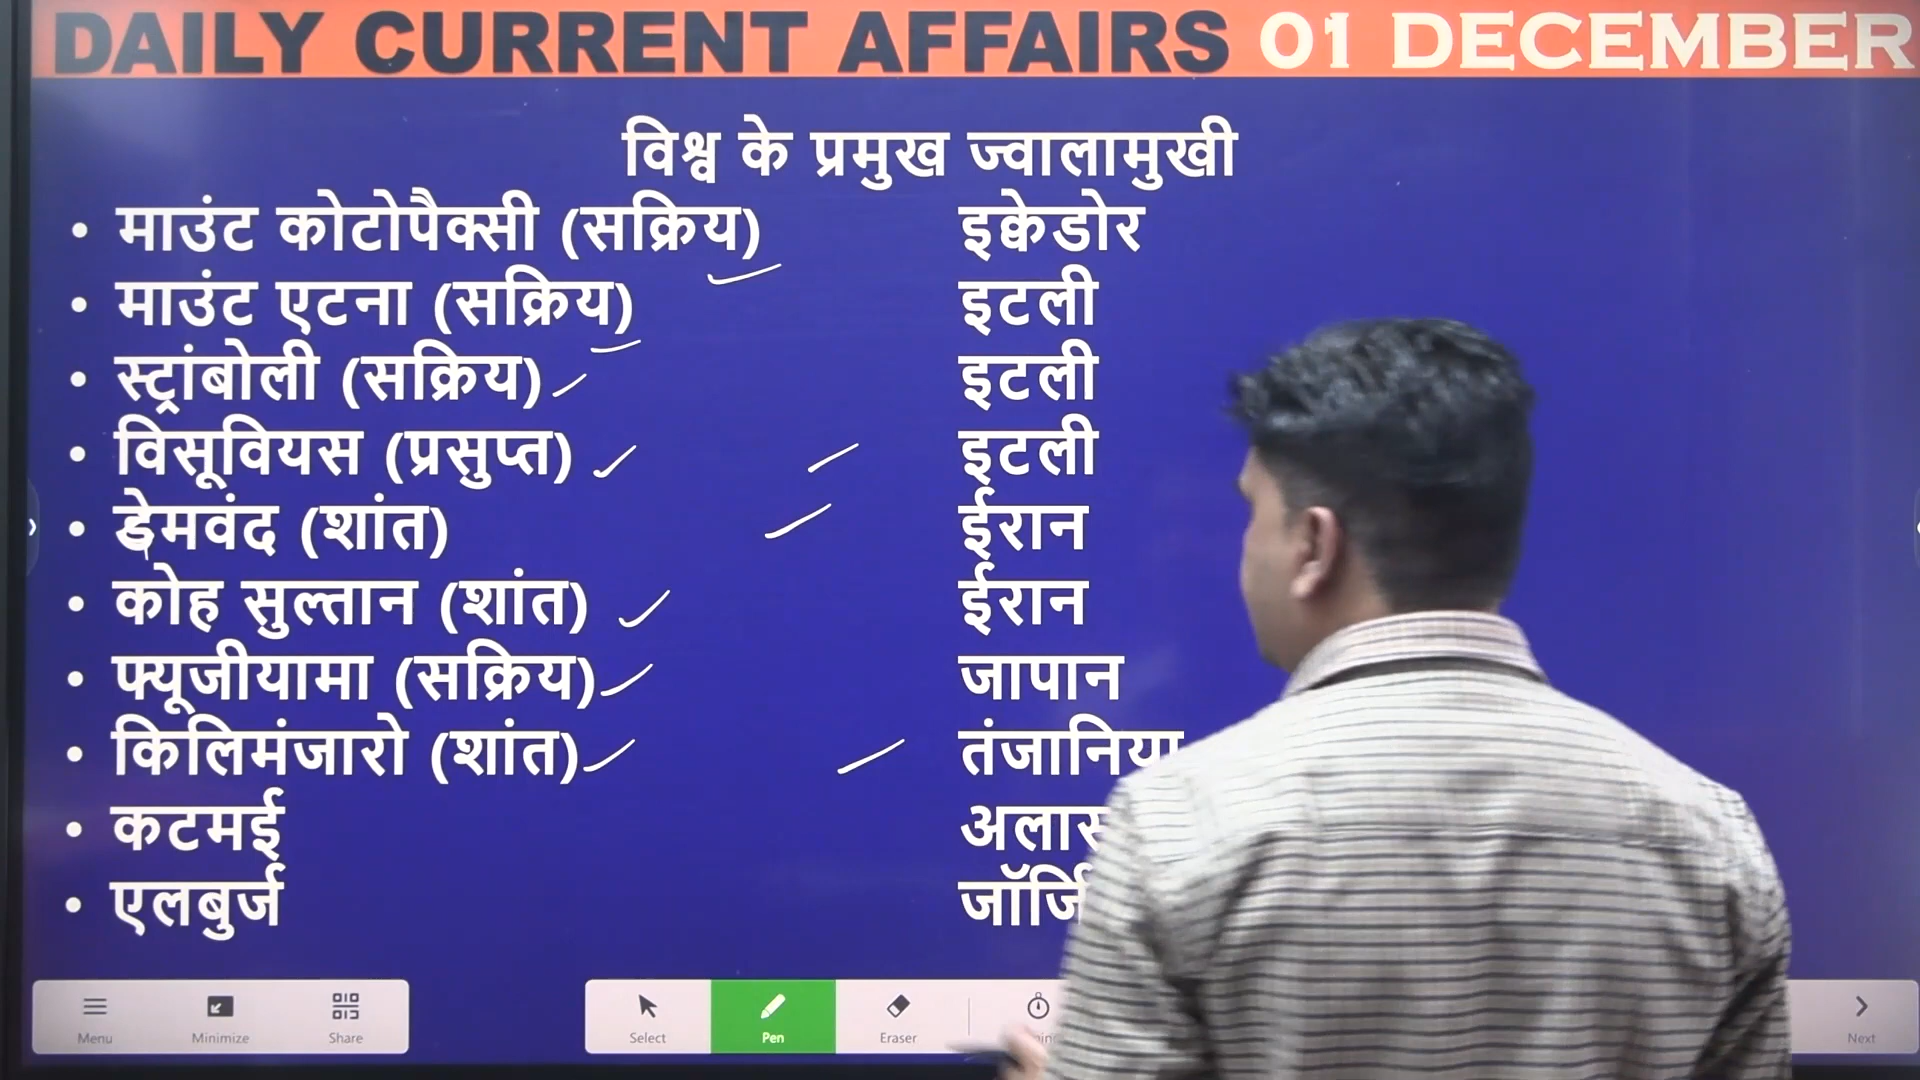 DAILY CURRENT AFFAIRS 01 DECEMBER
विश्व के प्रमुख ज्वालामुखी
• माउंट कोटोपैक्सी (सक्रिय) इक्वेडोर
• माउंट एटना (सक्रिय) इटली
• स्ट्रांबोली (सक्रिय) इटली
• विसूवियस (प्रसुप्त) इटली
• डेमवंद (शांत) ईरान
• कोह सुल्तान (शांत) ईरान
• फ्यूजीयामा (सक्रिय) जापान
• किलिमंजारो (शांत) तंजानिया
• कटमई
• एलबुर्ज
Menu Minimize Share Select Pen Eraser Next